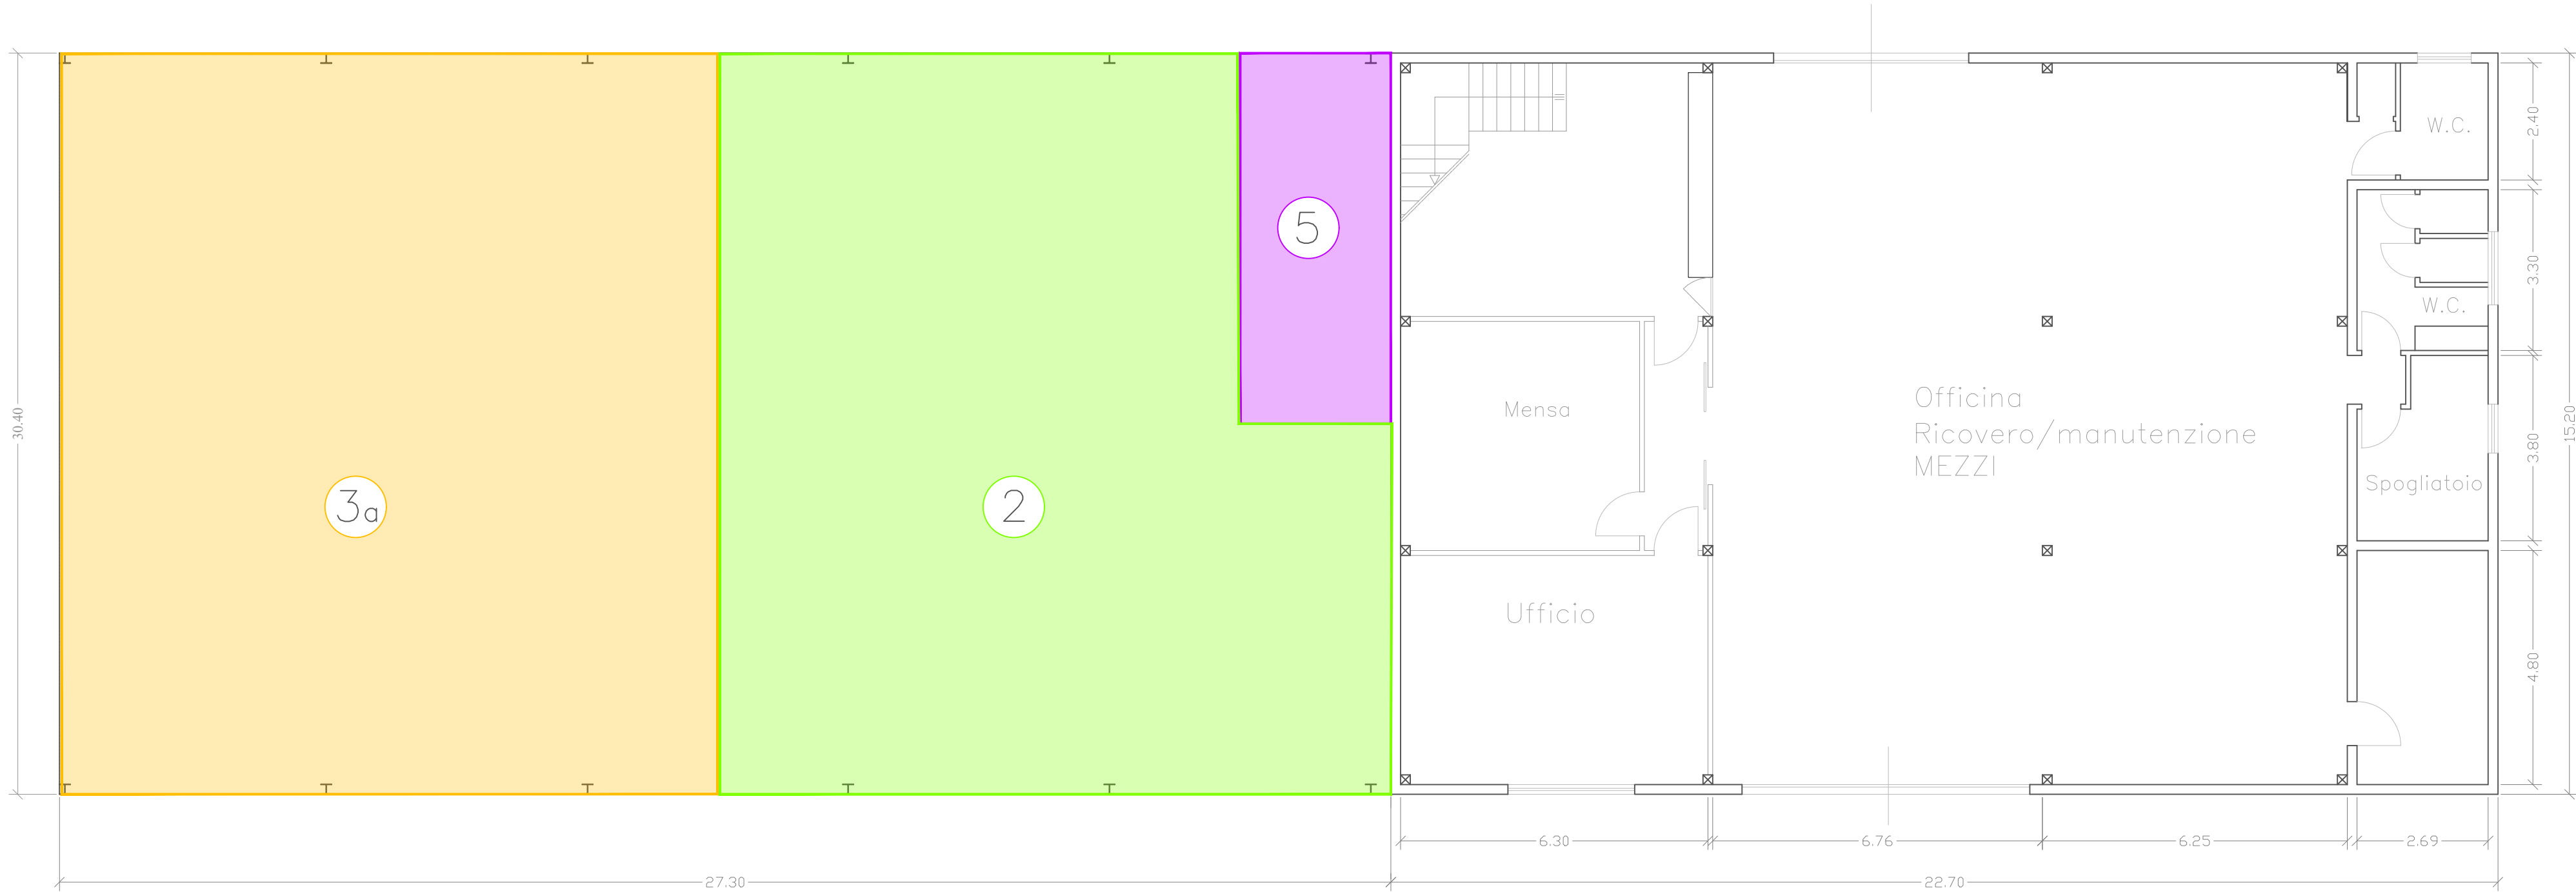 W.C.
2.40
5
3.30
W.C.
Officina
Ricovero/manutenzione
MEZZI
Mensa
30.40
15.20
3.80
Spogliatoio
3a
2
Ufficio
4.80
6.30
6.76
6.25
2.69
27.30
22.70